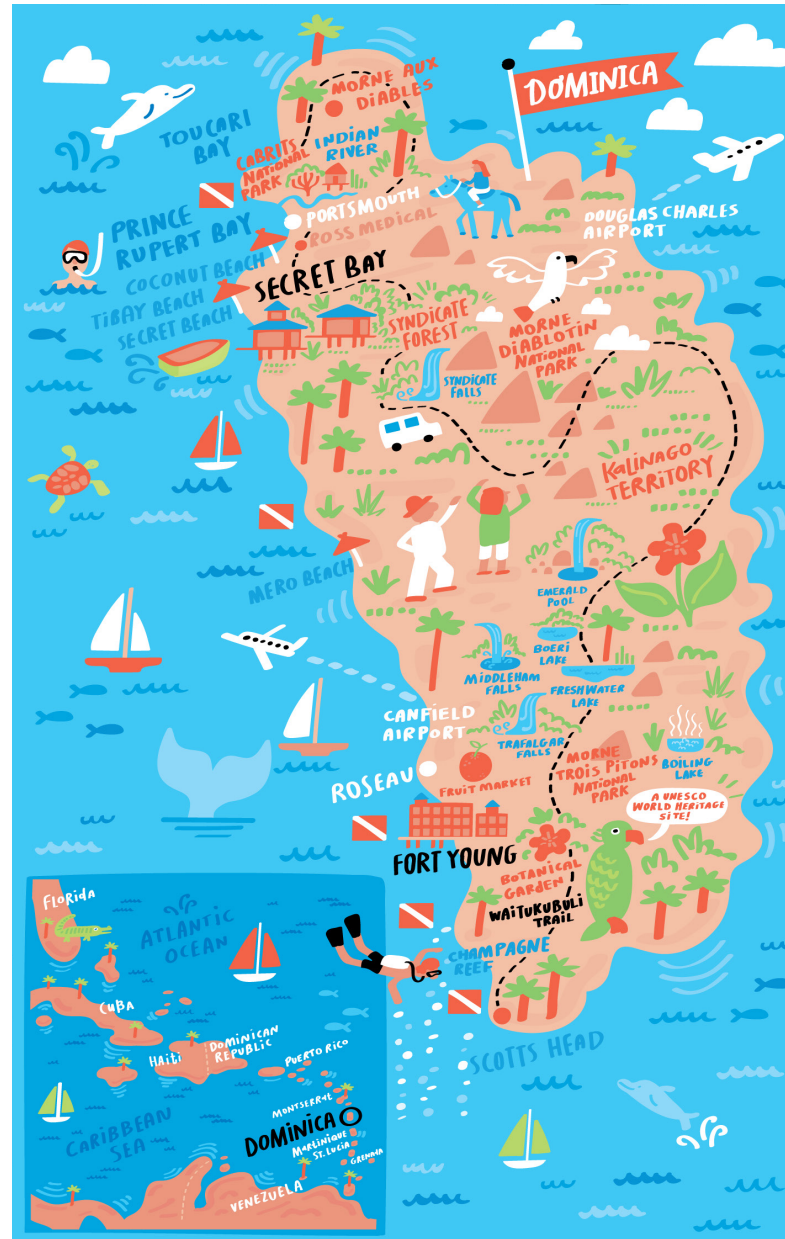 DOMINICA
MORNE AUX
DIABLES
TOUCARI
BAY
CABRITS
NATIONAL
PARK
INDIAN
RIVER
PORTSMOUTH
ROSS MEDICAL
PRINCE
RUPERT BAY
DOUGLAS CHARLES
AIRPORT
COCONUT BEACH
TIBAY BEACH
SECRET BEACH
SECRET BAY
SYNDICATE
FOREST
SYNDICATE
FALLS
MORNE
DIABLOTIN
NATIONAL
PARK
KALINAGO
TERRITORY
MERO BEACH
EMERALD
POOL
BOERI
LAKE
MIDDLEHAM
FALLS
FRESHWATER
LAKE
CANFIELD
AIRPORT
TRAFALGAR
FALLS
ROSEAU
FRUIT MARKET
MORNE
TROIS PITONS
NATIONAL
PARK
BOILING
LAKE
A UNESCO
WORLD HERITAGE
SITE!
FORT YOUNG
BOTANICAL
GARDEN
WAITUKUBULI
TRAIL
CHAMPAGNE
REEF
SCOTTS HEAD
FLORIDA
ATLANTIC
OCEAN
CUBA
HAITI
DOMINICAN
REPUBLIC
PUERTO RICO
MONTSERRAT
DOMINICA
MARTINIQUE
ST. LUCIA
GRENADA
CARIBBEAN
SEA
VENEZUELA